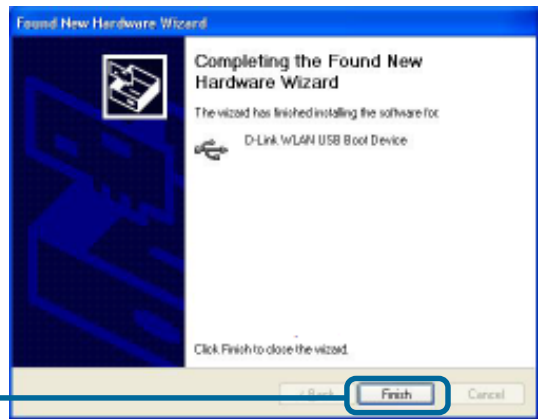 Found New Hardware Wizard
Completing the Found New
Hardware Wizard
The wizard has finished installing the software for:
D-Link WLAN USB Boot Device
Click Finish to close the wizard.
< Back
Finish
Cancel